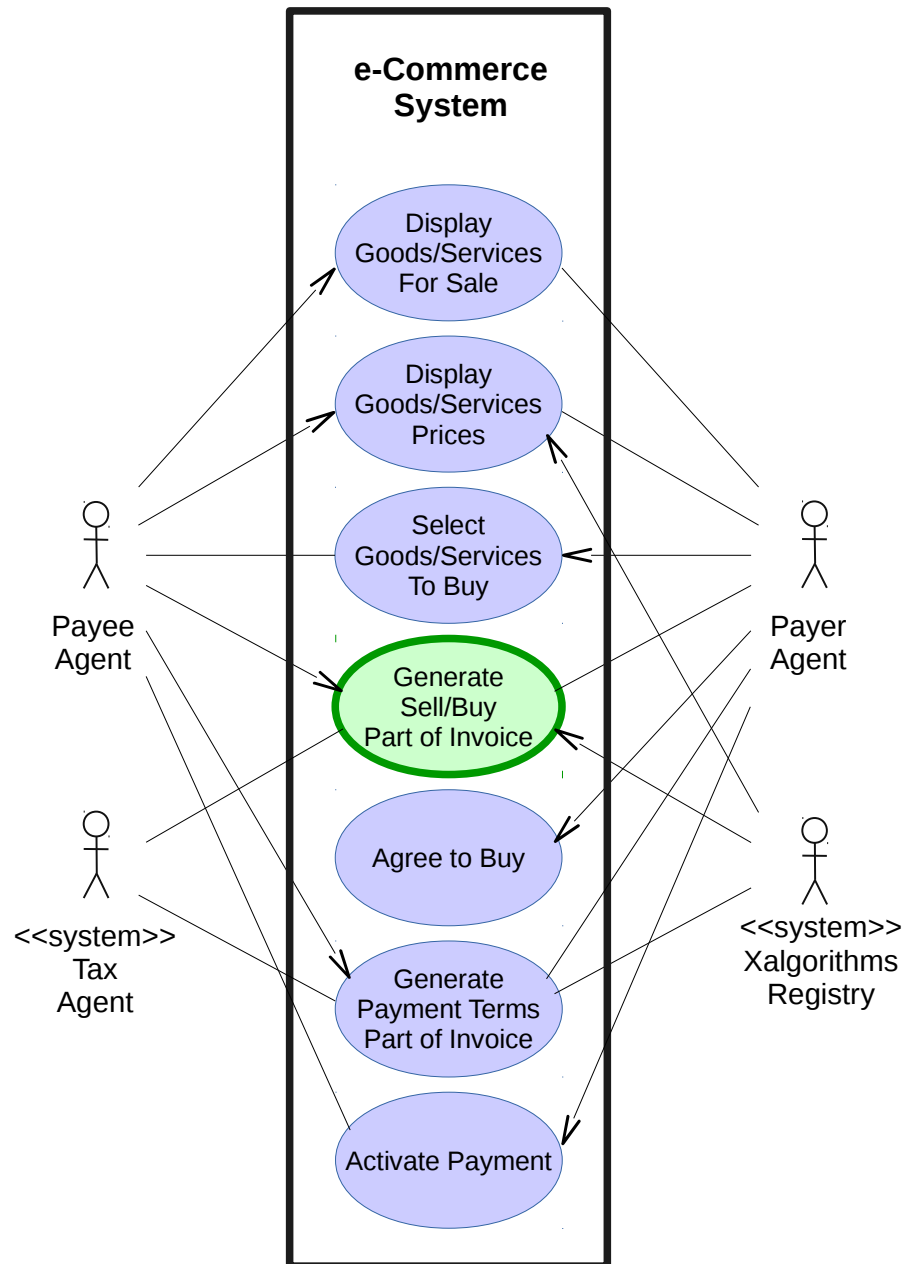 e-Commerce
System
Display
Goods/Services
For Sale
Display
Goods/Services
Prices
Select
Goods/Services
To Buy
Payee
Agent
Payer
Agent
Generate
Sell/Buy
Part of Invoice
Agree to Buy
<<system>>
Tax
Agent
<<system>>
Xalgorithms
Registry
Generate
Payment Terms
Part of Invoice
Activate Payment